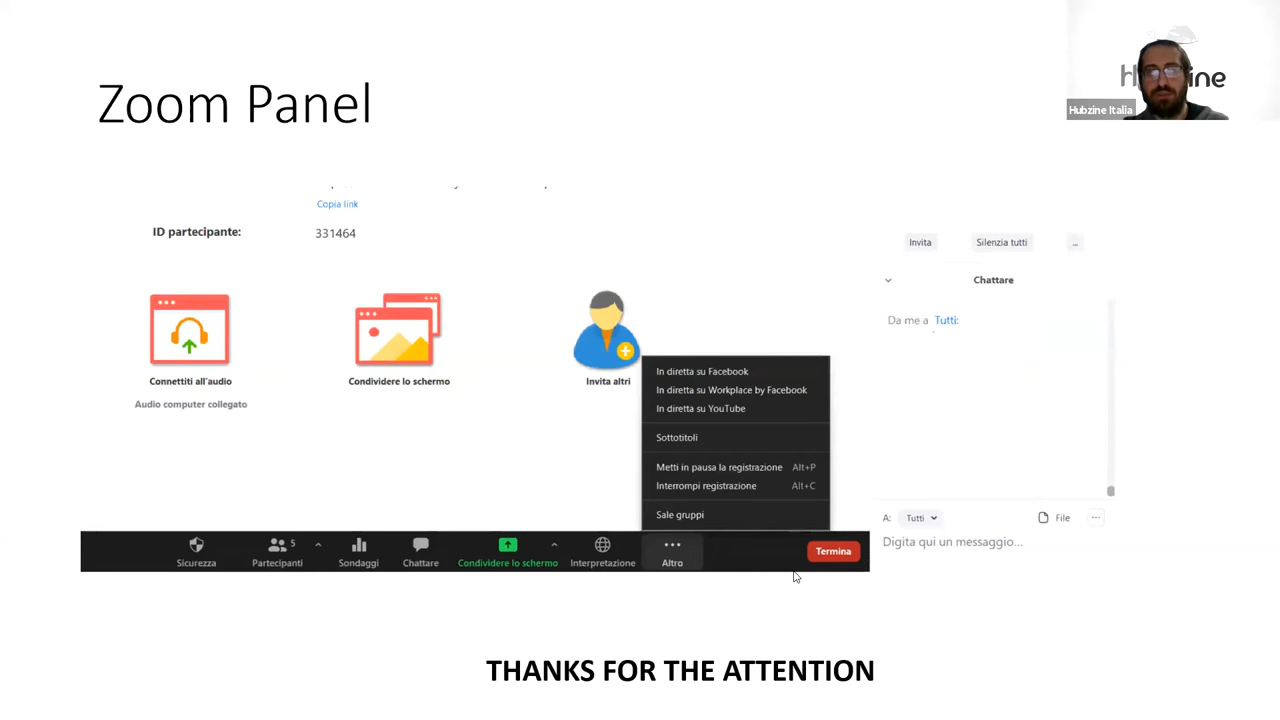 Hubzine Italia
Zoom Panel
Copia link
ID partecipante:
331464
Connettiti all'audio
Audio computer collegato
Condividere lo schermo
Invita altri
In diretta su Facebook
In diretta su Workplace by Facebook
In diretta su YouTube
Sottotitoli
Metti in pausa la registrazione Alt+P
Interrompi registrazione Alt+C
Sale gruppi
Sicurezza
Partecipanti 5
Sondaggi
Chattare
Condividere lo schermo
Interpretazione
Altro
Termina
Invita
Silenzia tutti
...
Chattare
Da me a Tutti:
A: Tutti
File
Digita qui un messaggio...
THANKS FOR THE ATTENTION